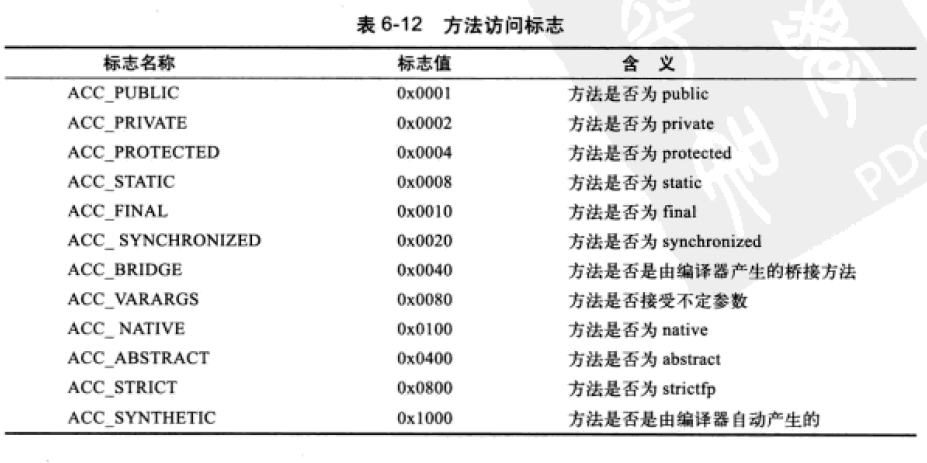 表 6-12 方法访问标志
标志名称 标志值 含 义
ACC_PUBLIC 0x0001 方法是否为 public
ACC_PRIVATE 0x0002 方法是否为 private
ACC_PROTECTED 0x0004 方法是否为 protected
ACC_STATIC 0x0008 方法是否为 static
ACC_FINAL 0x0010 方法是否为 final
ACC_ SYNCHRONIZED 0x0020 方法是否为 synchronized
ACC_BRIDGE 0x0040 方法是否是由编译器产生的桥接方法
ACC_VARARGS 0x0080 方法是否接受不定参数
ACC_ NATIVE 0x0100 方法是否为 native
ACC_ABSTRACT 0x0400 方法是否为 abstract
ACC_STRICT 0x0800 方法是否为 strictfp
ACC_SYNTHETIC 0x1000 方法是否是由编译器自动产生的